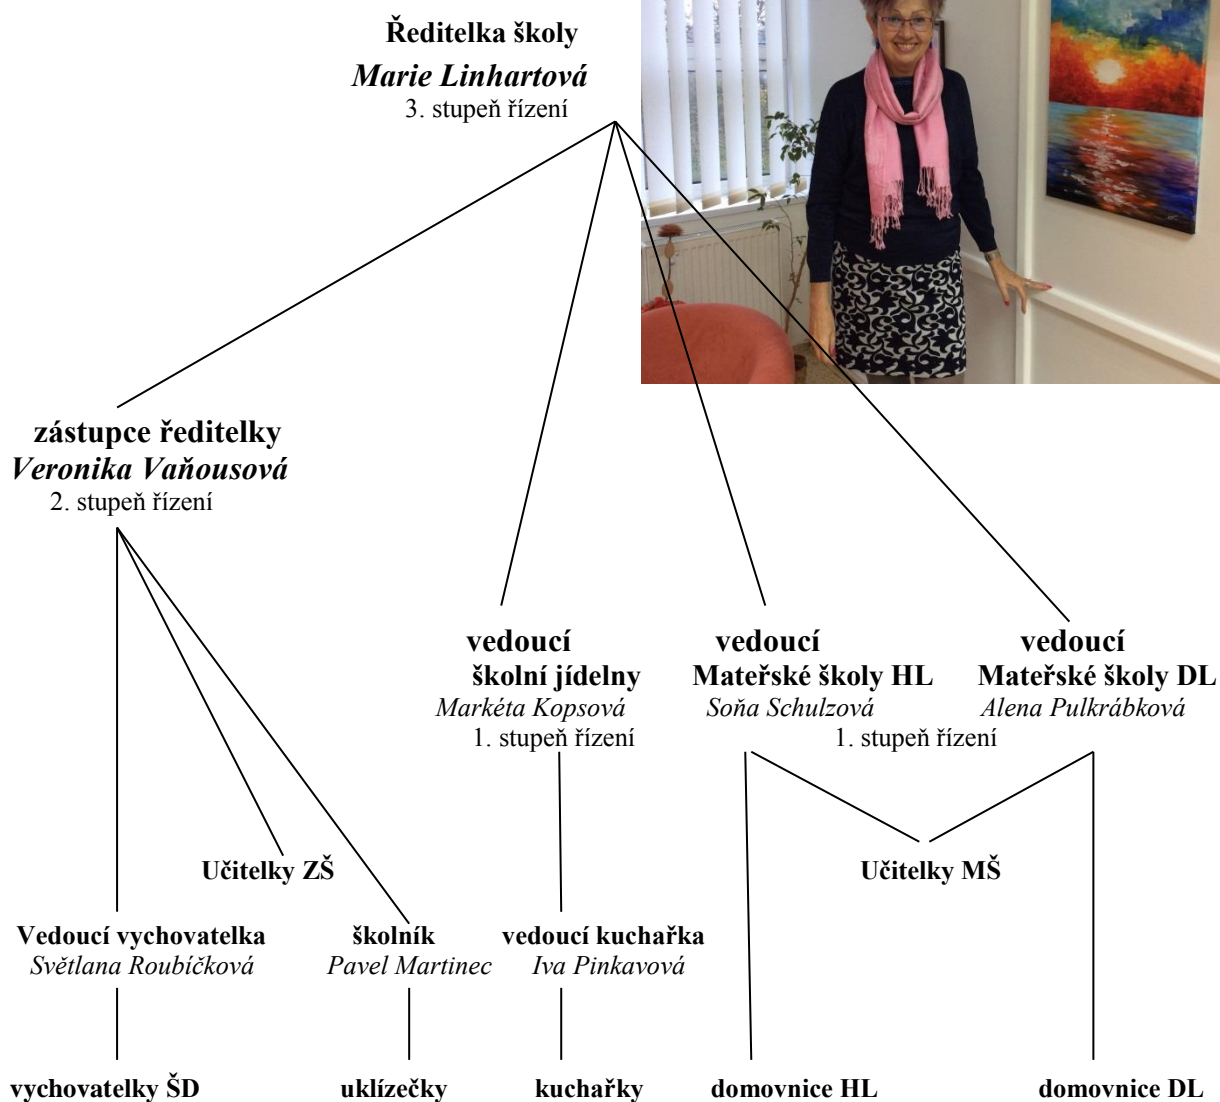 Ředitelka školy
Marie Linhartová
3. stupeň řízení
zástupce ředitelky
Veronika Vaňousová
2. stupeň řízení
vedoucí
školní jídelny
Markéta Kopsová
1. stupeň řízení
vedoucí
Mateřské školy HL
Soňa Schulzová
vedoucí
Mateřské školy DL
Alena Pulkrábková
1. stupeň řízení
Učitelky ZŠ
Učitelky MŠ
Vedoucí vychovatelka
Světlana Roubíčková
školník
Pavel Martinec
vedoucí kuchařka
Iva Pinkavová
vychovatelky ŠD
uklízečky
kuchařky
domovnice HL
domovnice DL